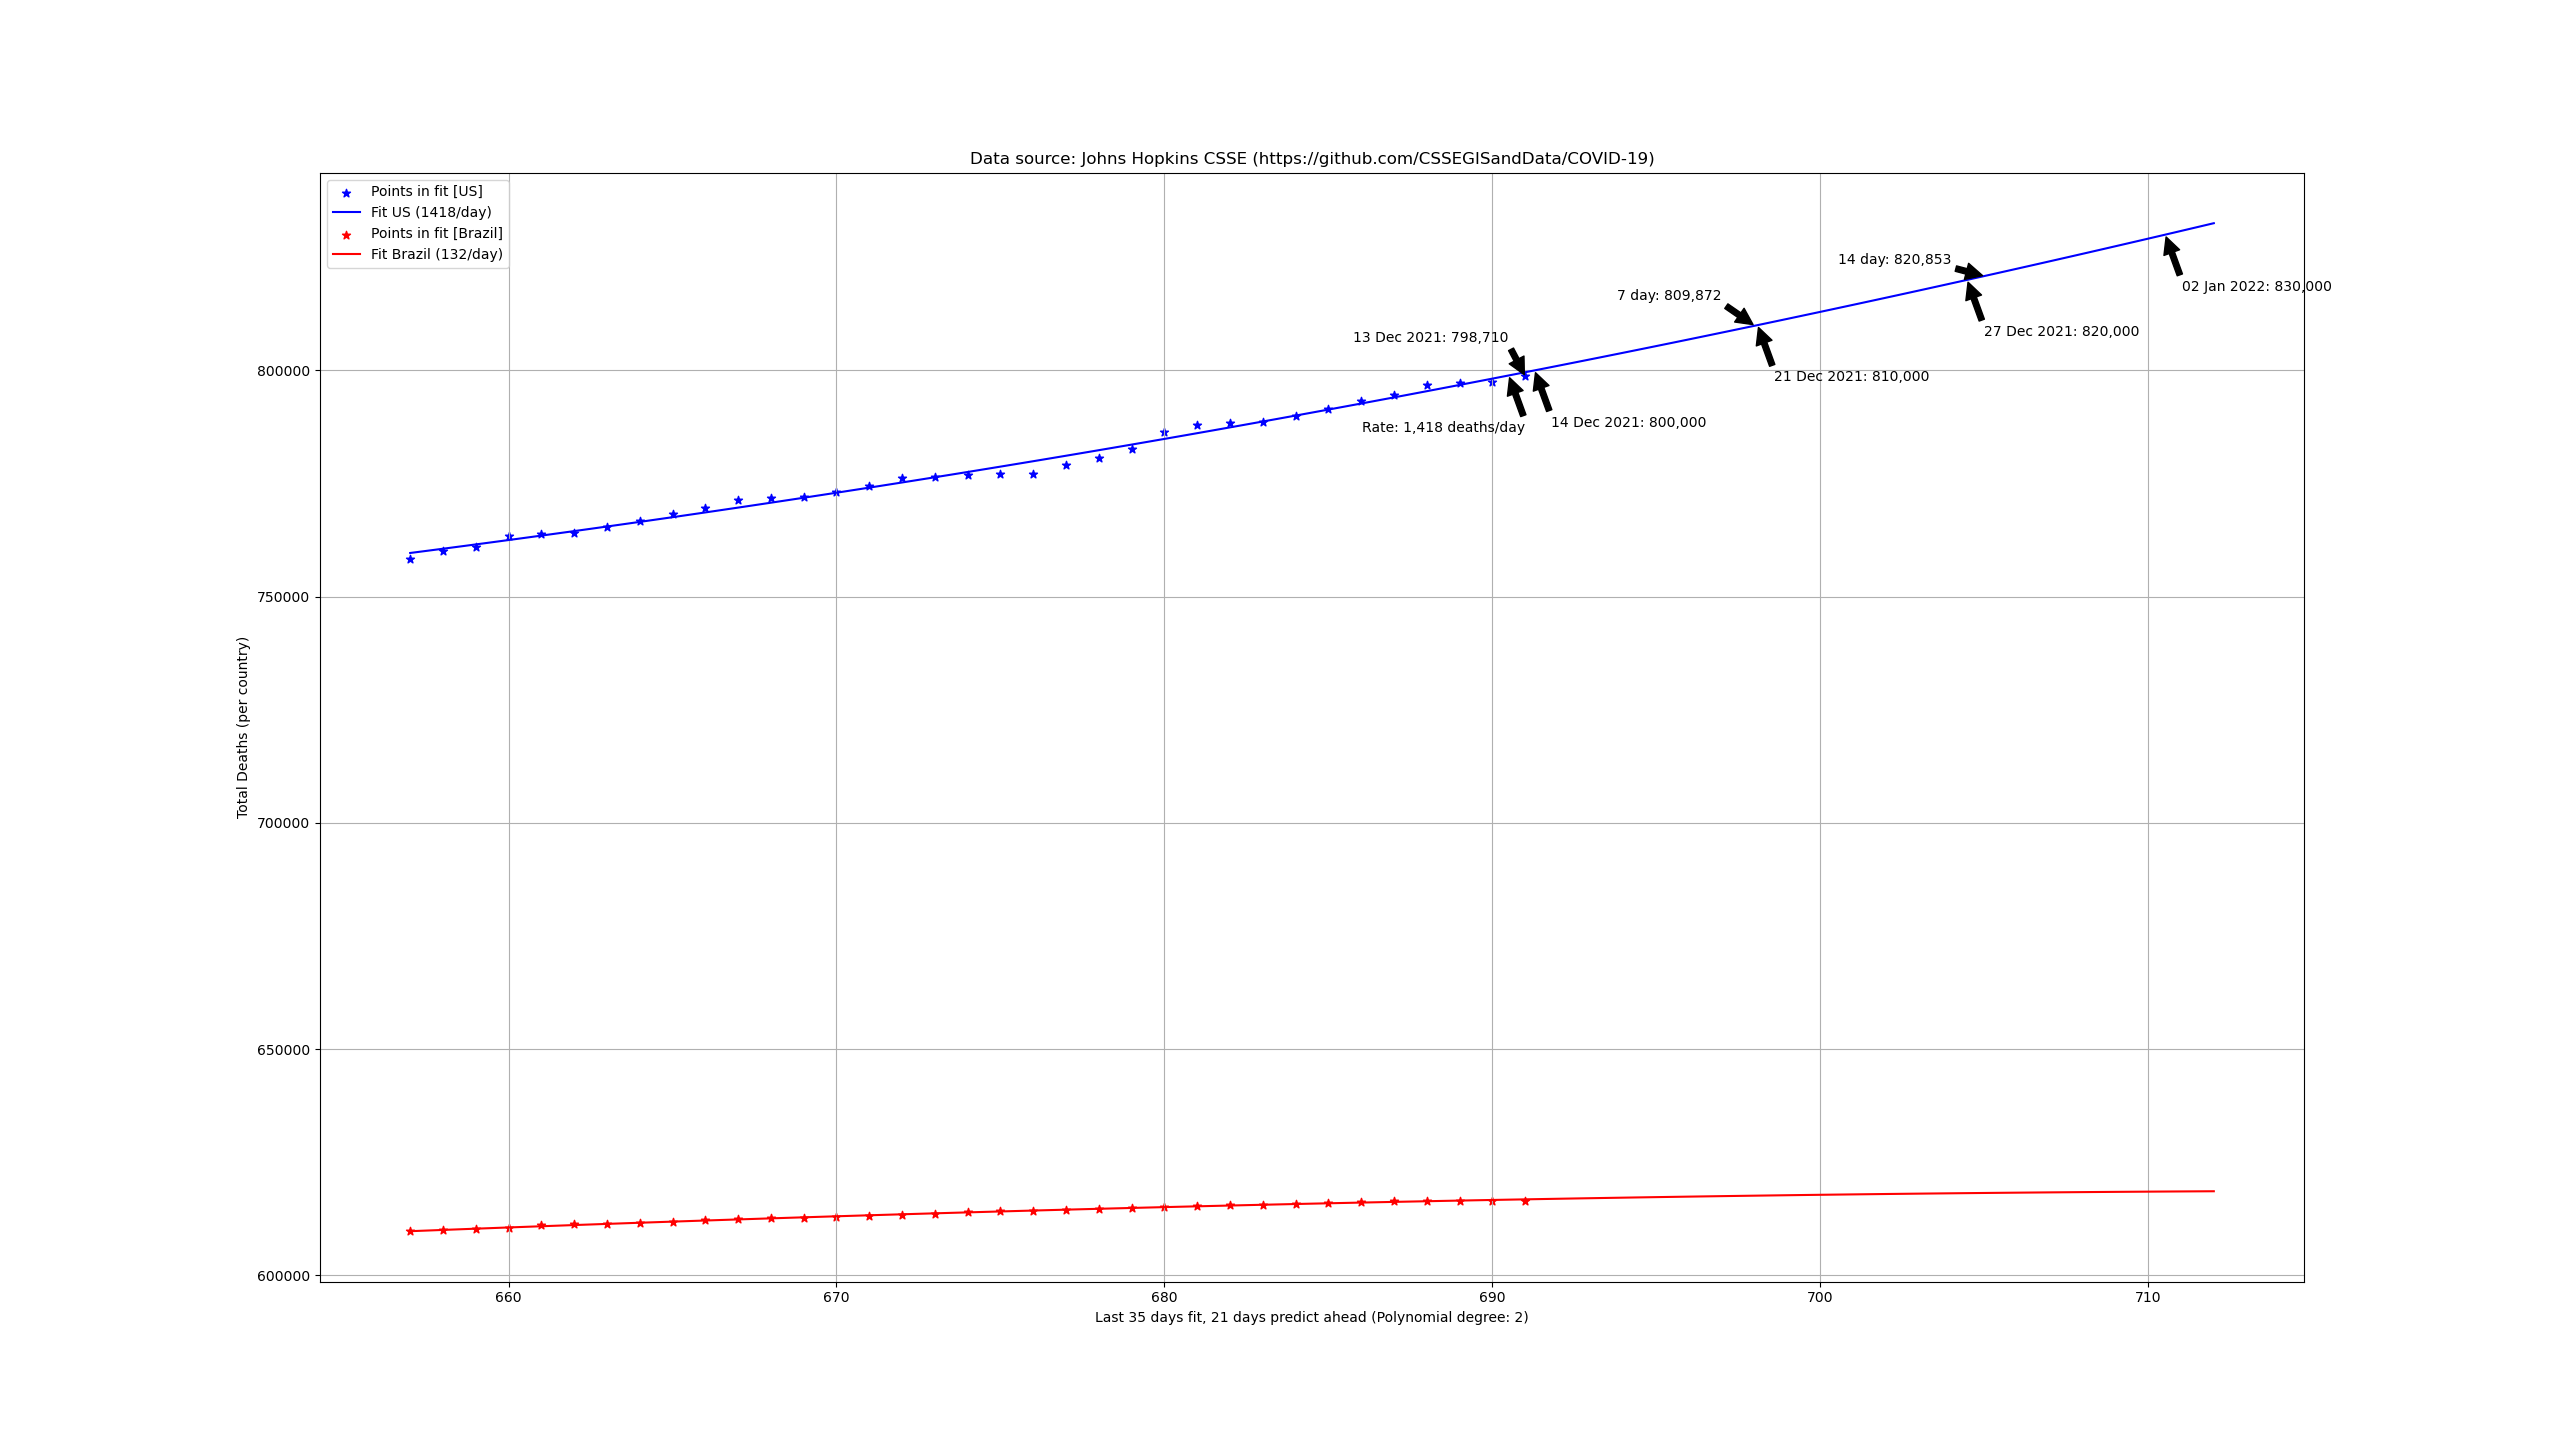 Data source: Johns Hopkins CSSE (https://github.com/CSSEGISandData/COVID-19)
Points in fit [US]
Fit US (1418/day)
Points in fit [Brazil]
Fit Brazil (132/day)
14 day: 820,853
02 Jan 2022: 830,000
7 day: 809,872
27 Dec 2021: 820,000
13 Dec 2021: 798,710
21 Dec 2021: 810,000
Rate: 1,418 deaths/day
14 Dec 2021: 800,000
Total Deaths (per country)
800000
750000
700000
650000
600000
660 670 680 690 700 710
Last 35 days fit, 21 days predict ahead (Polynomial degree: 2)